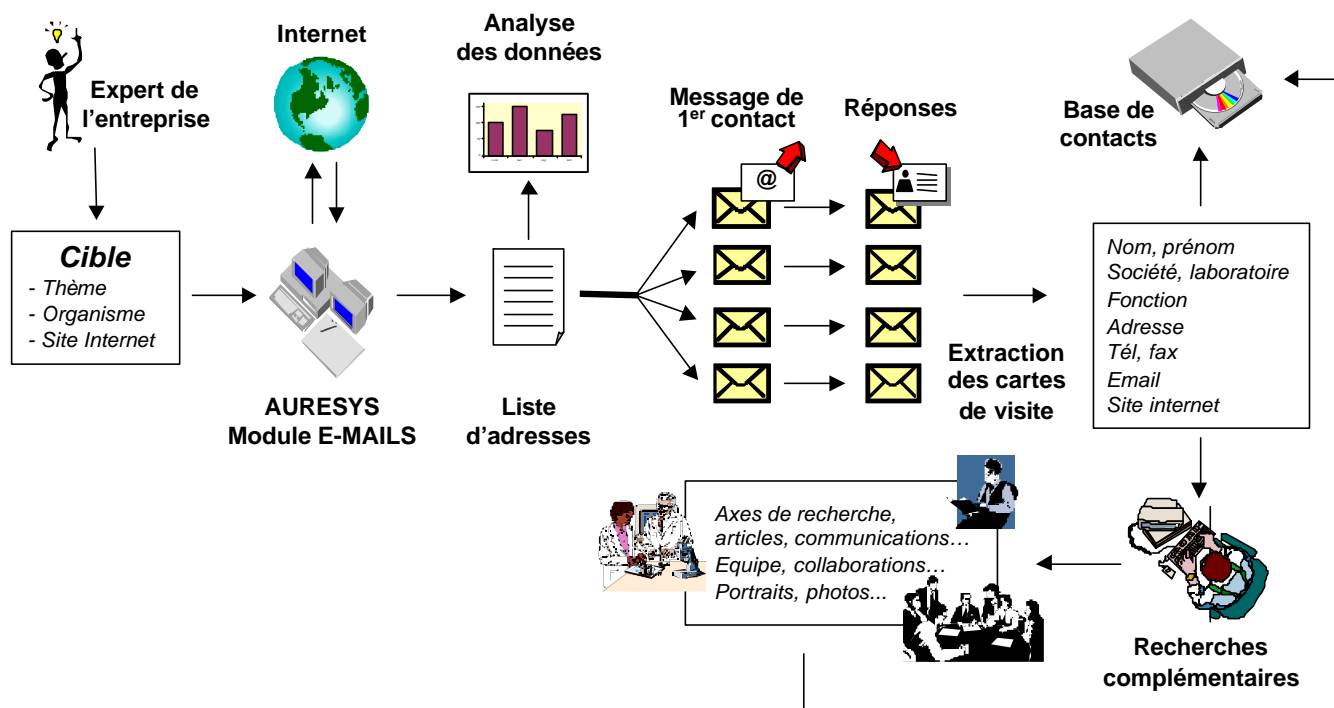 Expert de
l'entreprise
Internet
Analyse
des données
Message de
1er contact
Réponses
Base de
contacts
@
Cible
- Thème
- Organisme
- Site Internet
AURESYS
Module E-MAILS
Liste
d'adresses
Extraction
des cartes
de visite
Nom, prénom
Société, laboratoire
Fonction
Adresse
Tél, fax
Email
Site internet
Axes de recherche,
articles, communications…
Equipe, collaborations…
Portraits, photos...
Recherches
complémentaires